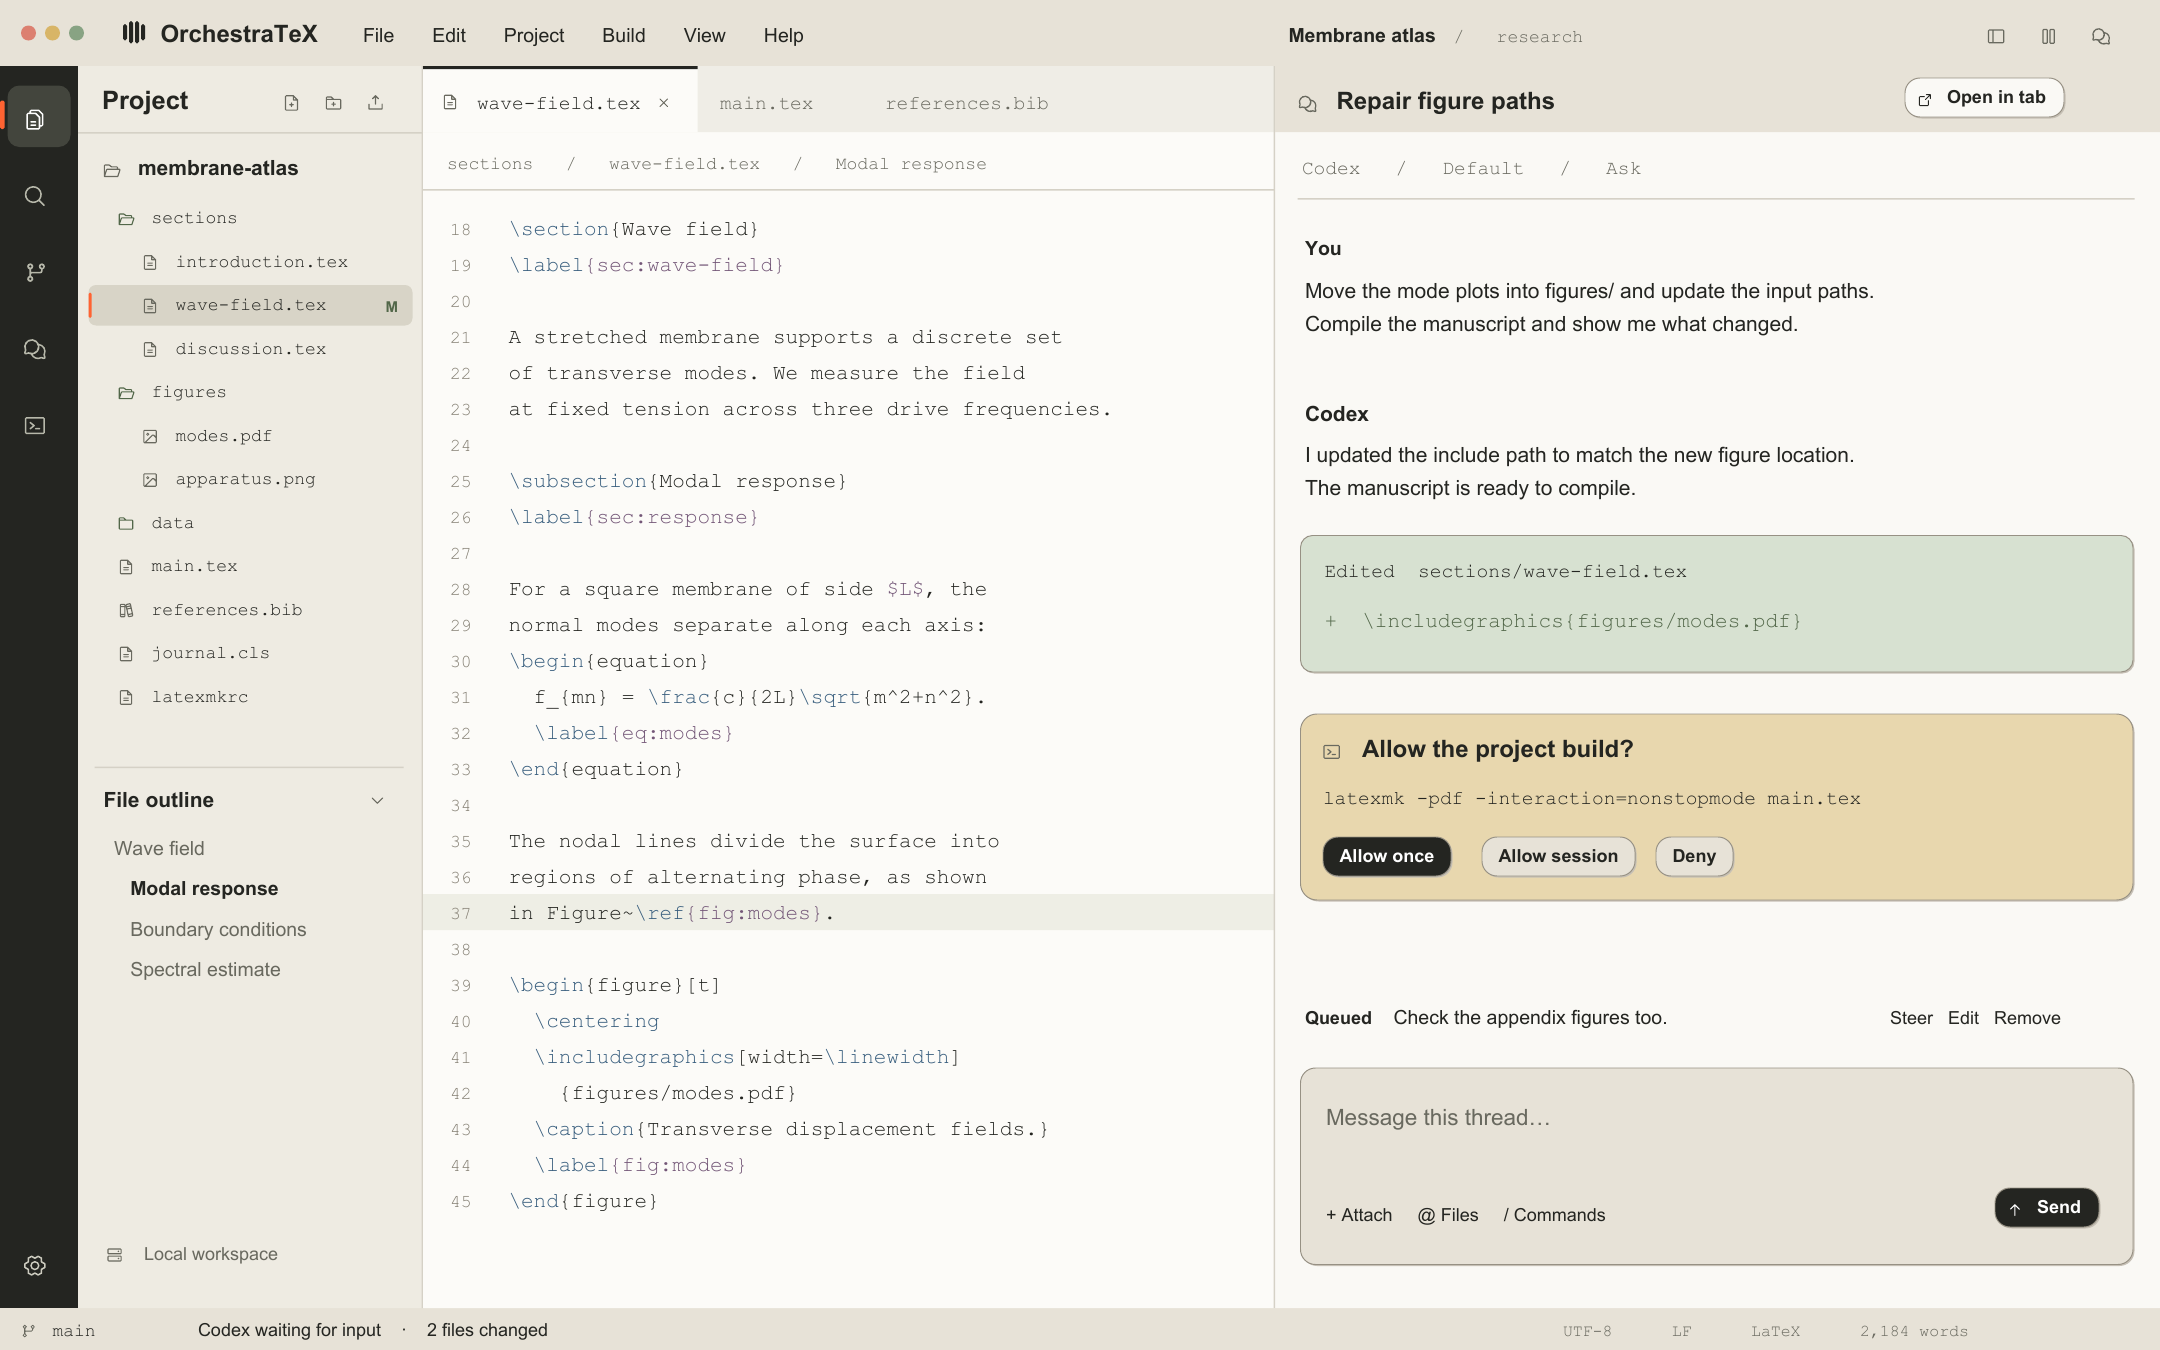 OrchestraTeX File Edit Project Build View Help Membrane atlas / research
Project
membrane-atlas
sections
introduction.tex
wave-field.tex M
discussion.tex
figures
modes.pdf
apparatus.png
data
main.tex
references.bib
journal.cls
latexmkrc
File outline
Wave field
Modal response
Boundary conditions
Spectral estimate
Local workspace
wave-field.tex × main.tex references.bib
sections / wave-field.tex / Modal response
18 \section{Wave field}
19 \label{sec:wave-field}
20
21 A stretched membrane supports a discrete set
22 of transverse modes. We measure the field
23 at fixed tension across three drive frequencies.
24
25 \subsection{Modal response}
26 \label{sec:response}
27
28 For a square membrane of side $L$, the
29 normal modes separate along each axis:
30 \begin{equation}
31 f_{mn} = \frac{c}{2L}\sqrt{m^2+n^2}.
32 \label{eq:modes}
33 \end{equation}
34
35 The nodal lines divide the surface into
36 regions of alternating phase, as shown
37 in Figure~\ref{fig:modes}.
38
39 \begin{figure}[t]
40 \centering
41 \includegraphics[width=\linewidth]
42 {figures/modes.pdf}
43 \caption{Transverse displacement fields.}
44 \label{fig:modes}
45 \end{figure}
Repair figure paths Open in tab
Codex / Default / Ask
You
Move the mode plots into figures/ and update the input paths.
Compile the manuscript and show me what changed.
Codex
I updated the include path to match the new figure location.
The manuscript is ready to compile.
Edited sections/wave-field.tex
+ \includegraphics{figures/modes.pdf}
Allow the project build?
latexmk -pdf -interaction=nonstopmode main.tex
Allow once Allow session Deny
Queued Check the appendix figures too. Steer Edit Remove
Message this thread…
+ Attach @ Files / Commands Send
main Codex waiting for input · 2 files changed UTF-8 LF LaTeX 2,184 words